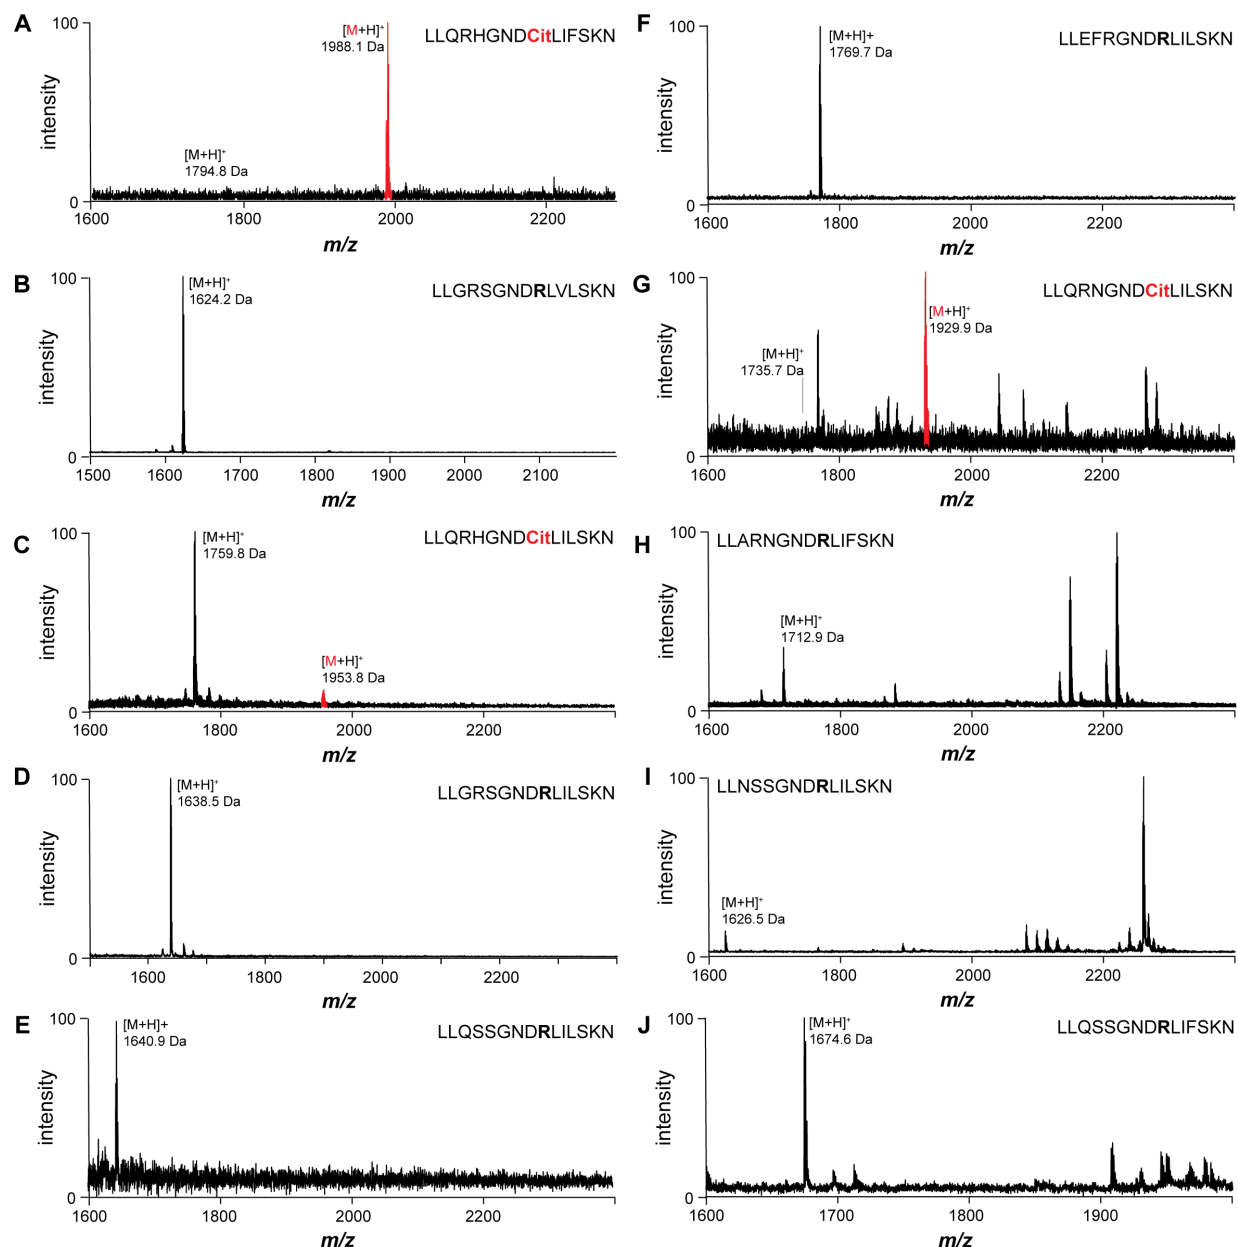 A
100
[M+H]+
1988.1 Da
LLQRHGNDCitLIFSKN
[M+H]+
1794.8 Da
intensity
0
1600
1800
2000
2200
m/z
B
100
[M+H]+
1624.2 Da
LLGRSGNDRLVLSKN
intensity
0
1500
1600
1700
1800
1900
2000
2100
m/z
C
100
[M+H]+
1759.8 Da
LLQRHGNDCitLILSKN
[M+H]+
1953.8 Da
intensity
0
1600
1800
2000
2200
m/z
D
100
[M+H]+
1638.5 Da
LLGRSGNDRLILSKN
intensity
0
1600
1800
2000
2200
m/z
E
100
[M+H]+
1640.9 Da
LLQSSGNDRLILSKN
intensity
0
1600
1800
2000
2200
m/z
F
100
[M+H]+
1769.7 Da
LLEFRGNDRLILSKN
intensity
0
1600
1800
2000
2200
m/z
G
100
LLQRNGNDCitLILSKN
[M+H]+
1929.9 Da
[M+H]+
1735.7 Da
intensity
0
1600
1800
2000
2200
m/z
H
100
LLARNGNDRLIFSKN
[M+H]+
1712.9 Da
intensity
0
1600
1800
2000
2200
m/z
I
100
LLNSSGNDRLILSKN
[M+H]+
1626.5 Da
intensity
0
1600
2000
2200
m/z
J
100
[M+H]+
1674.6 Da
LLQSSGNDRLIFSKN
intensity
0
1600
1700
1800
1900
m/z